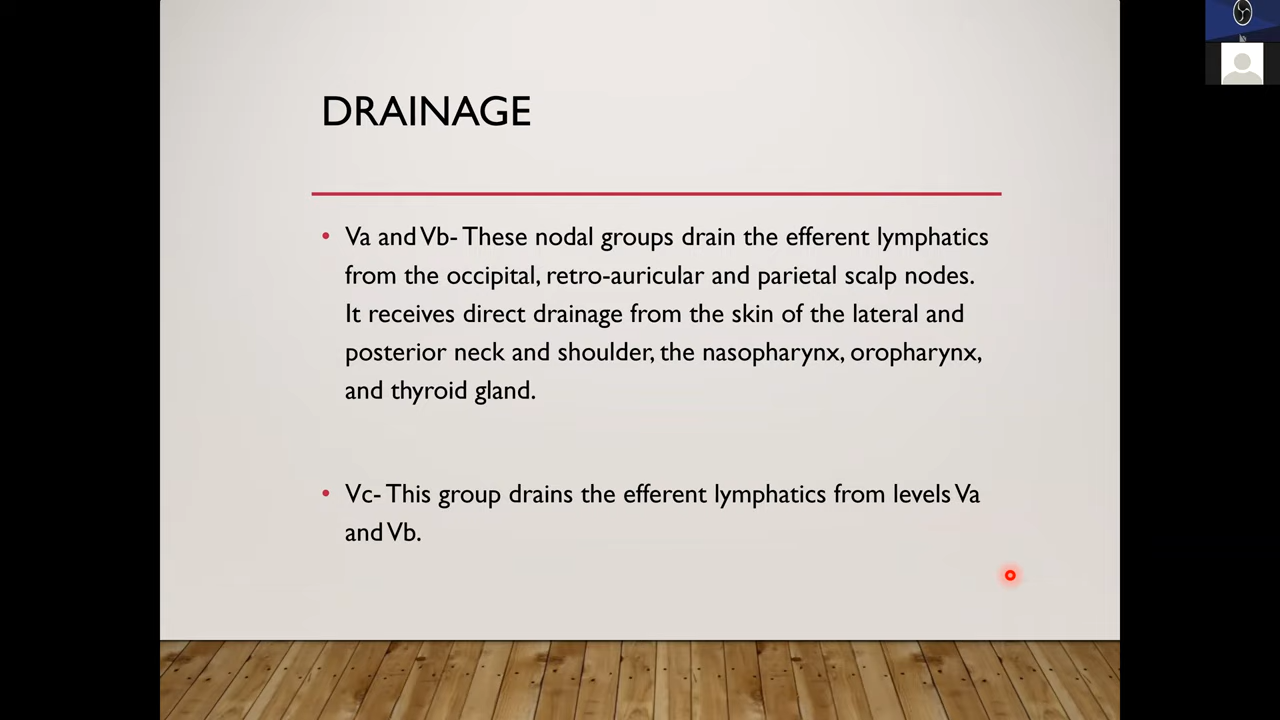 DRAINAGE
• Va and Vb- These nodal groups drain the efferent lymphatics
from the occipital, retro-auricular and parietal scalp nodes.
It receives direct drainage from the skin of the lateral and
posterior neck and shoulder, the nasopharynx, oropharynx,
and thyroid gland.
• Vc- This group drains the efferent lymphatics from levels Va
and Vb.